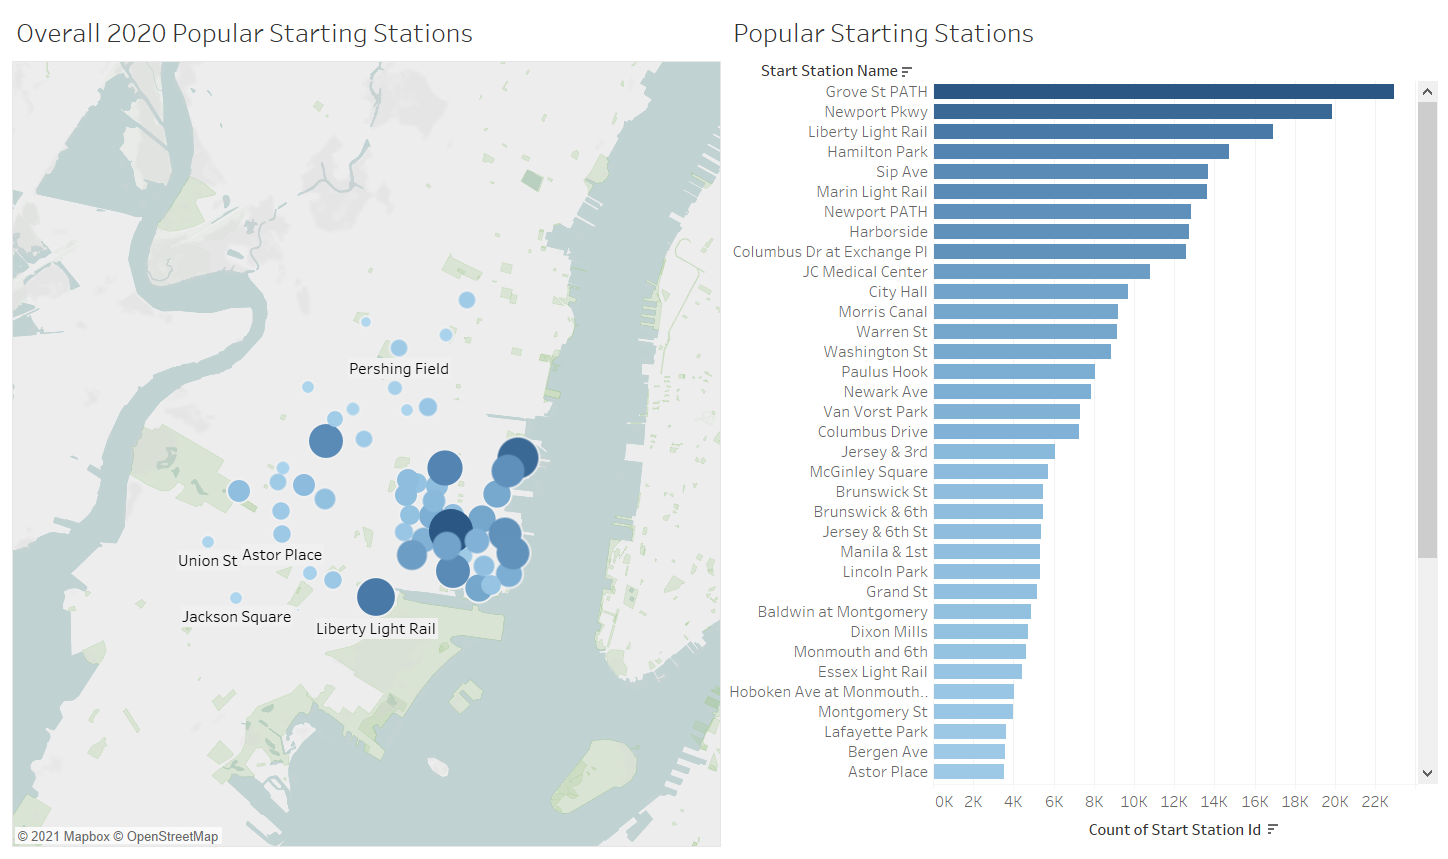 Overall 2020 Popular Starting Stations
Pershing Field
Union St
Astor Place
Jackson Square
Liberty Light Rail
© 2021 Mapbox © OpenStreetMap
Popular Starting Stations
Start Station Name
Grove St PATH
Newport Pkwy
Liberty Light Rail
Hamilton Park
Sip Ave
Marin Light Rail
Newport PATH
Harborside
Columbus Dr at Exchange Pl
JC Medical Center
City Hall
Morris Canal
Warren St
Washington St
Paulus Hook
Newark Ave
Van Vorst Park
Columbus Drive
Jersey & 3rd
McGinley Square
Brunswick St
Brunswick & 6th
Jersey & 6th St
Manila & 1st
Lincoln Park
Grand St
Baldwin at Montgomery
Dixon Mills
Monmouth and 6th
Essex Light Rail
Hoboken Ave at Monmouth..
Montgomery St
Lafayette Park
Bergen Ave
Astor Place
0K 2K 4K 6K 8K 10K 12K 14K 16K 18K 20K 22K
Count of Start Station Id